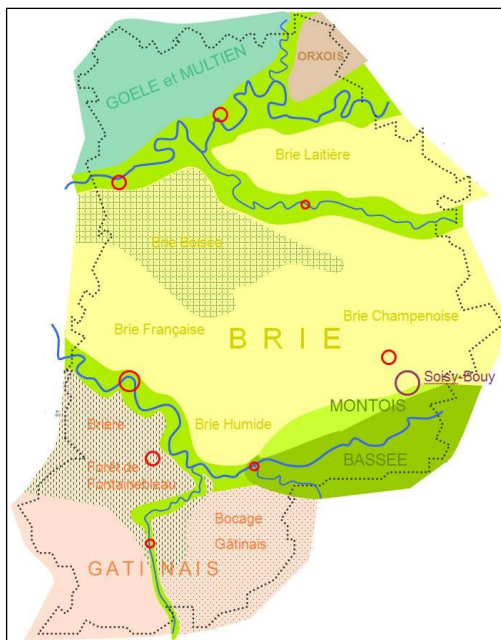 ORXOIS
GOELE et MULTIEN
Brie Laitière
Brie Boisée
Brie Champenoise
Brie Française
BRIE
Soisy-Bouy
MONTOIS
Brie Humide
Bière
BASSEE
Forêt de
Fontainebleau
Bocage
Gâtinais
GATINAIS